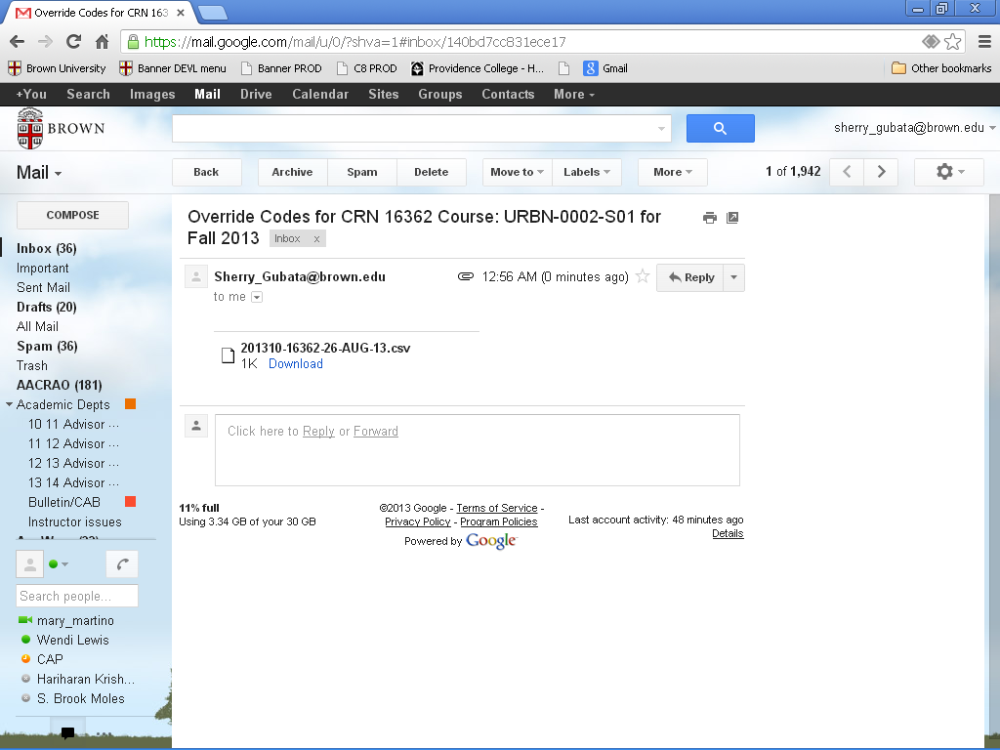 Override Codes for CRN 163
https://mail.google.com/mail/u/0/?shva=1#inbox/140bd7cc831ece17
Brown University Banner DEVL menu Banner PROD C8 PROD Providence College - H... Gmail Other bookmarks
+You Search Images Mail Drive Calendar Sites Groups Contacts More
BROWN
sherry_gubata@brown.edu
Mail
Back Archive Spam Delete Move to Labels More 1 of 1,942
COMPOSE
Inbox (36)
Important
Sent Mail
Drafts (20)
All Mail
Spam (36)
Trash
AACRAO (181)
Academic Depts
10 11 Advisor ...
11 12 Advisor ...
12 13 Advisor ...
13 14 Advisor ...
Bulletin/CAB
Instructor issues
Search people...
mary_martino
Wendi Lewis
CAP
Hariharan Krish...
S. Brook Moles
Override Codes for CRN 16362 Course: URBN-0002-S01 for
Fall 2013 Inbox x
Sherry_Gubata@brown.edu 12:56 AM (0 minutes ago) Reply
to me
201310-16362-26-AUG-13.csv
1K Download
Click here to Reply or Forward
11% full
Using 3.34 GB of your 30 GB
©2013 Google - Terms of Service -
Privacy Policy - Program Policies
Powered by Google
Last account activity: 48 minutes ago
Details